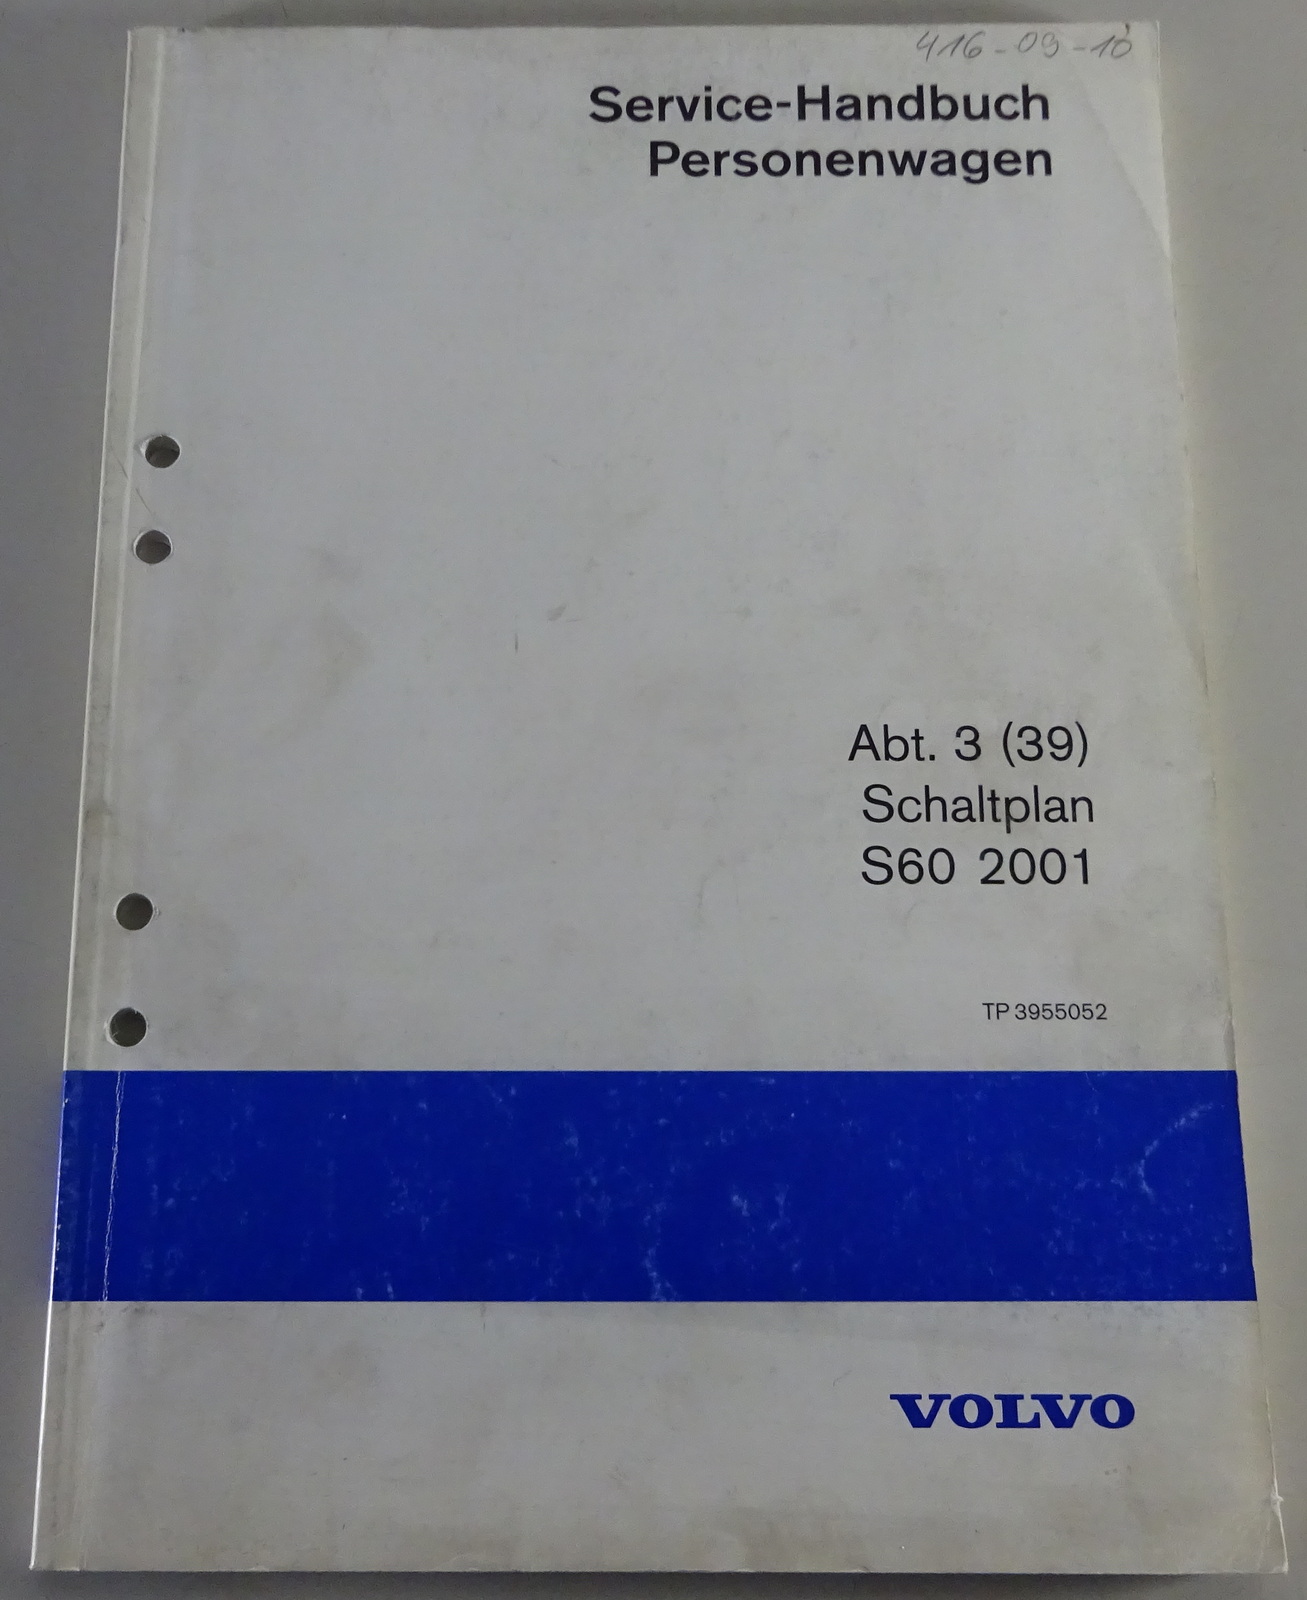 416-09-10
Service-Handbuch
Personenwagen
Abt. 3 (39)
Schaltplan
S60 2001
TP 3955052
VOLVO